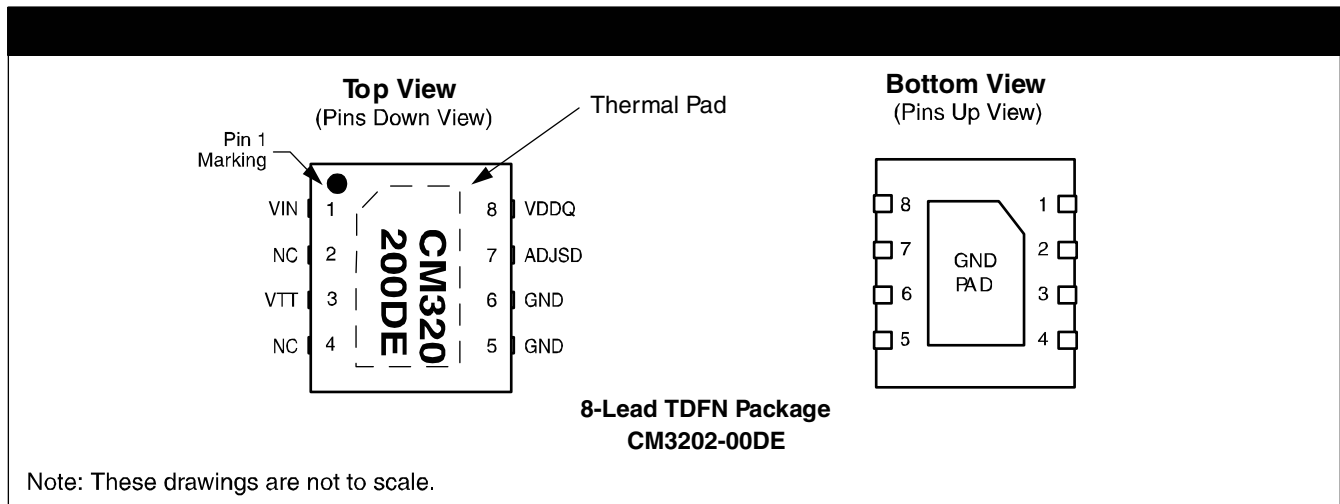 Top View
(Pins Down View)
Thermal Pad
Bottom View
(Pins Up View)
Pin 1
Marking
VIN 1
NC 2
VTT 3
NC 4
CM320
200DE
8 VDDQ
7 ADJSD
6 GND
5 GND
8
7
6
5
GND
PAD
1
2
3
4
8-Lead TDFN Package
CM3202-00DE
Note: These drawings are not to scale.